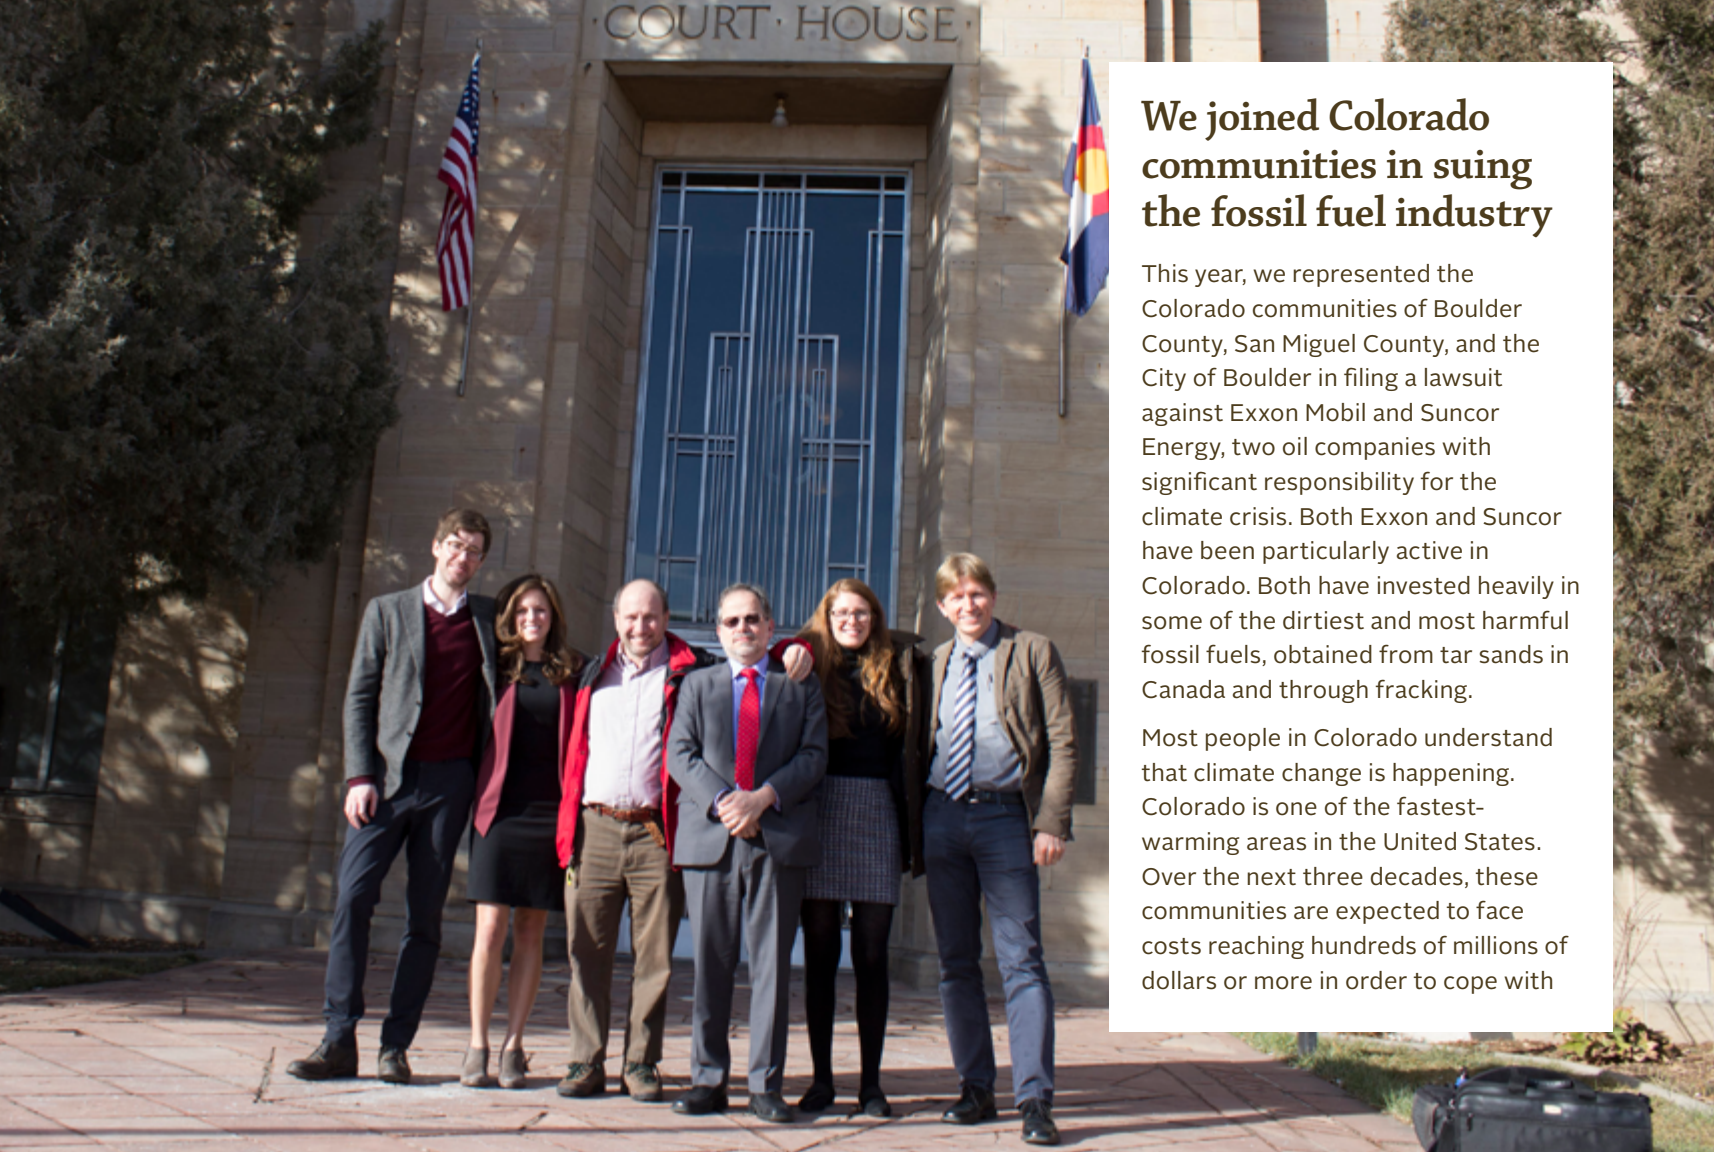 COURT · HOUSE
We joined Colorado
communities in suing
the fossil fuel industry
This year, we represented the
Colorado communities of Boulder
County, San Miguel County, and the
City of Boulder in filing a lawsuit
against Exxon Mobil and Suncor
Energy, two oil companies with
significant responsibility for the
climate crisis. Both Exxon and Suncor
have been particularly active in
Colorado. Both have invested heavily in
some of the dirtiest and most harmful
fossil fuels, obtained from tar sands in
Canada and through fracking.
Most people in Colorado understand
that climate change is happening.
Colorado is one of the fastest-
warming areas in the United States.
Over the next three decades, these
communities are expected to face
costs reaching hundreds of millions of
dollars or more in order to cope with